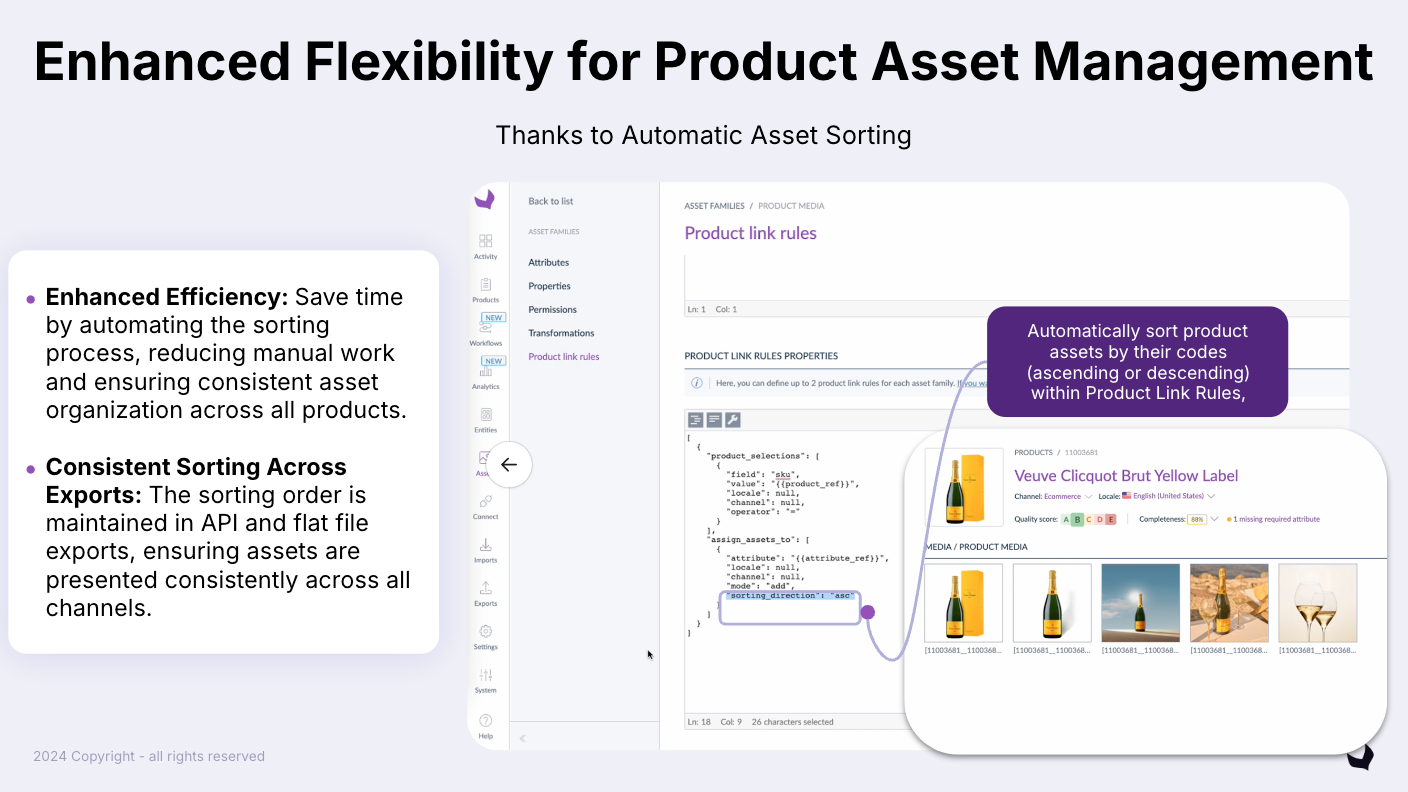 Enhanced Flexibility for Product Asset Management
Thanks to Automatic Asset Sorting
Enhanced Efficiency: Save time
by automating the sorting
process, reducing manual work
and ensuring consistent asset
organization across all products.
Consistent Sorting Across
Exports: The sorting order is
maintained in API and flat file
exports, ensuring assets are
presented consistently across all
channels.
Activity
Products
NEW
Workflows
NEW
Analytics
Entities
Connect
Imports
Exports
Settings
System
Help
Back to list
ASSET FAMILIES
Attributes
Properties
Permissions
Transformations
Product link rules
ASSET FAMILIES / PRODUCT MEDIA
Product link rules
Ln: 1 Col: 1
PRODUCT LINK RULES PROPERTIES
Here, you can define up to 2 product link rules for each asset family. If you
[
{
"product_selections": [
{
"field": "sku",
"value": "{{product_ref}}",
"locale": null,
"channel": null,
"operator": "="
}
],
"assign_assets_to": [
{
"attribute": "{{attribute_ref}}",
"locale": null,
"channel": null,
"mode": "add",
"sorting_direction": "asc"
}
]
}
]
Ln: 18 Col: 9 26 characters selected
Automatically sort product
assets by their codes
(ascending or descending)
within Product Link Rules,
PRODUCTS / 11003681
Veuve Clicquot Brut Yellow Label
Channel: Ecommerce Locale: English (United States)
Quality score: A B C D E Completeness: 88% 1 missing required attribute
MEDIA / PRODUCT MEDIA
[11003681__1100368... [11003681__1100368... [11003681__1100368... [11003681__1100368... [11003681__1100368...
2024 Copyright - all rights reserved